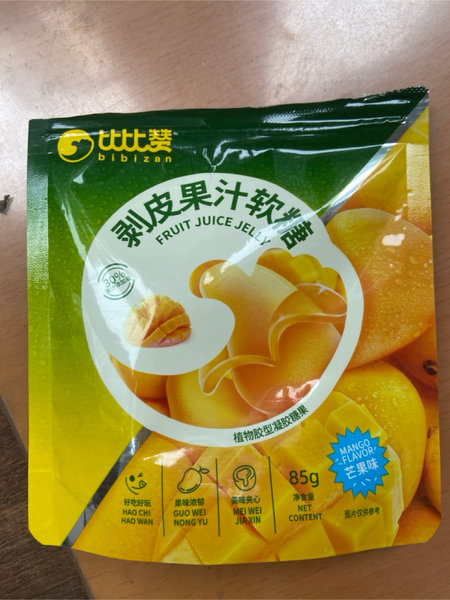 比比赞
bibizan
剥皮果汁软糖
FRUIT JUICE JELLY
30%
植物胶型凝胶糖果
MANGO
FLAVOR
芒果味
好吃好玩
HAO CHI
HAO WAN
果味浓郁
GUO WEI
NONG YU
美味夹心
MEI WEI
JIA XIN
85g
净含量
NET
CONTENT
图片仅供参考